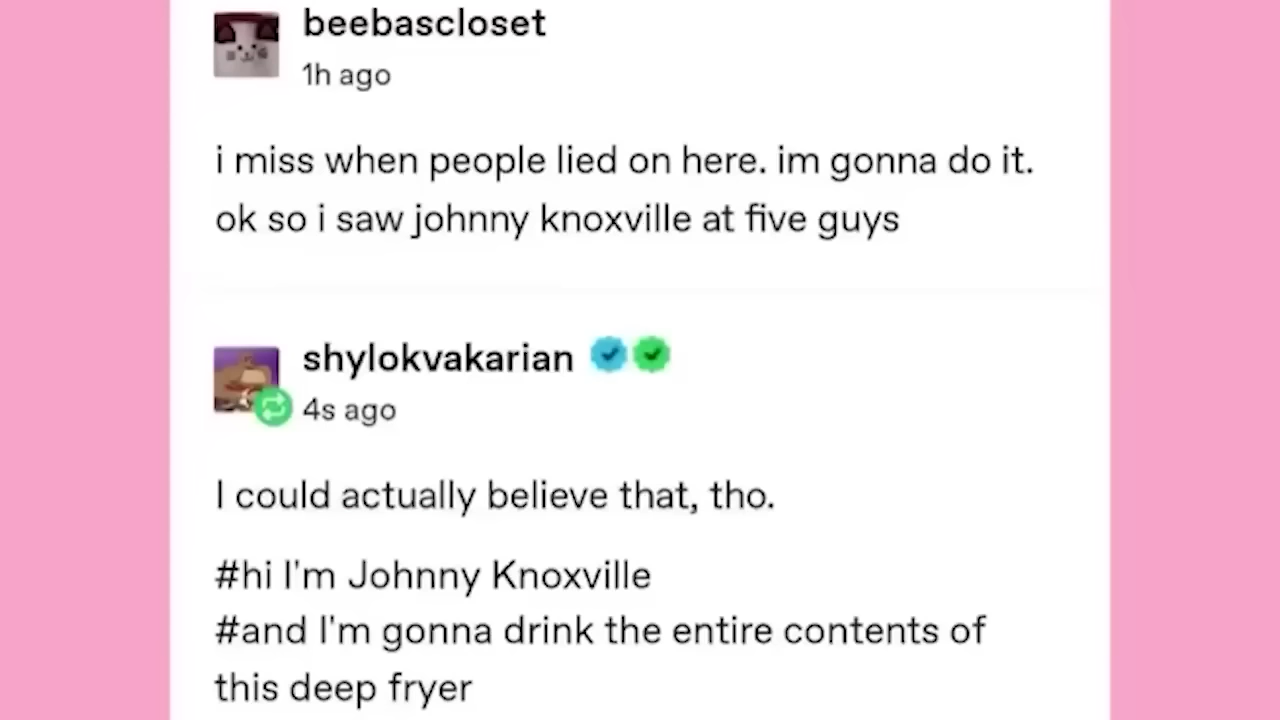 beebascloset
1h ago
i miss when people lied on here. im gonna do it.
ok so i saw johnny knoxville at five guys
shylokvakarian
4s ago
I could actually believe that, tho.
#hi I'm Johnny Knoxville
#and I'm gonna drink the entire contents of
this deep fryer